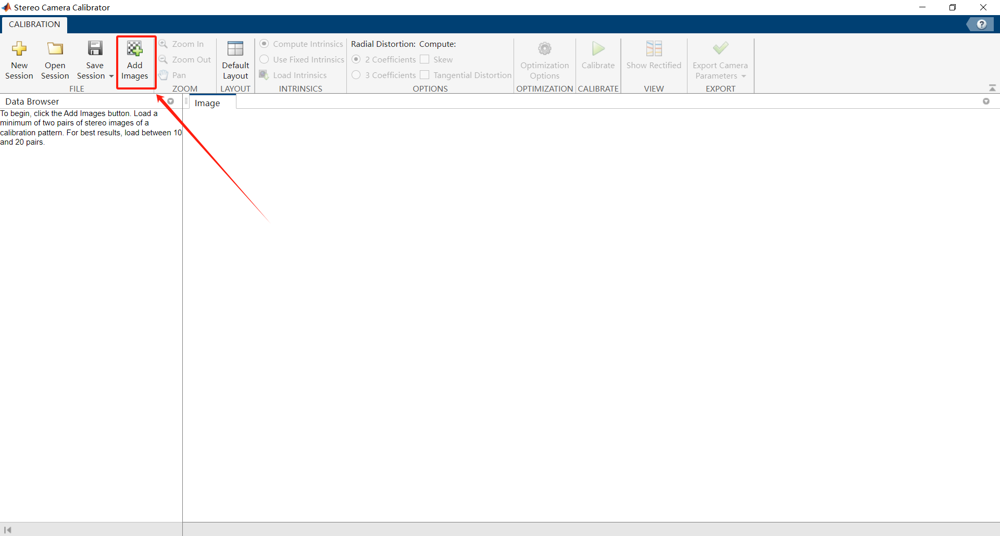 Stereo Camera Calibrator
CALIBRATION
New Session
Open Session
Save Session
Add Images
FILE
Zoom In
Zoom Out
Pan
ZOOM
Default Layout
LAYOUT
Compute Intrinsics
Use Fixed Intrinsics
Load Intrinsics
INTRINSICS
Radial Distortion: Compute:
2 Coefficients Skew
3 Coefficients Tangential Distortion
OPTIONS
Optimization Options
OPTIMIZATION
Calibrate
CALIBRATE
Show Rectified
VIEW
Export Camera Parameters
EXPORT
Data Browser
To begin, click the Add Images button. Load a
minimum of two pairs of stereo images of a
calibration pattern. For best results, load between 10
and 20 pairs.
Image